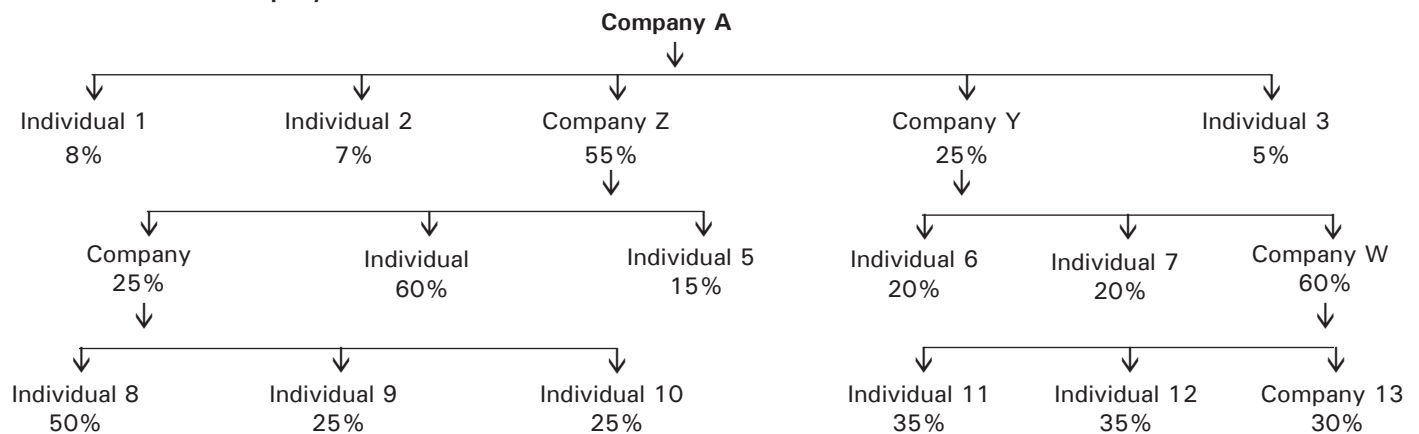 Company A
Individual 1 Individual 2 Company Z Company Y Individual 3
8% 7% 55% 25% 5%
Company Individual Individual 5 Individual 6 Individual 7 Company W
25% 60% 15% 20% 20% 60%
Individual 8 Individual 9 Individual 10 Individual 11 Individual 12 Company 13
50% 25% 25% 35% 35% 30%